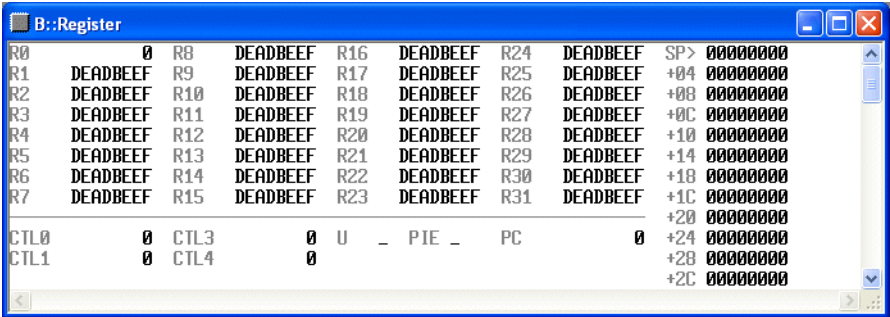 B::Register
R0 0 R8 DEADBEEF R16 DEADBEEF R24 DEADBEEF SP> 00000000
R1 DEADBEEF R9 DEADBEEF R17 DEADBEEF R25 DEADBEEF +04 00000000
R2 DEADBEEF R10 DEADBEEF R18 DEADBEEF R26 DEADBEEF +08 00000000
R3 DEADBEEF R11 DEADBEEF R19 DEADBEEF R27 DEADBEEF +0C 00000000
R4 DEADBEEF R12 DEADBEEF R20 DEADBEEF R28 DEADBEEF +10 00000000
R5 DEADBEEF R13 DEADBEEF R21 DEADBEEF R29 DEADBEEF +14 00000000
R6 DEADBEEF R14 DEADBEEF R22 DEADBEEF R30 DEADBEEF +18 00000000
R7 DEADBEEF R15 DEADBEEF R23 DEADBEEF R31 DEADBEEF +1C 00000000
+20 00000000
CTL0 0 CTL3 0 U _ PIE _ PC 0 +24 00000000
CTL1 0 CTL4 0 +28 00000000
+2C 00000000